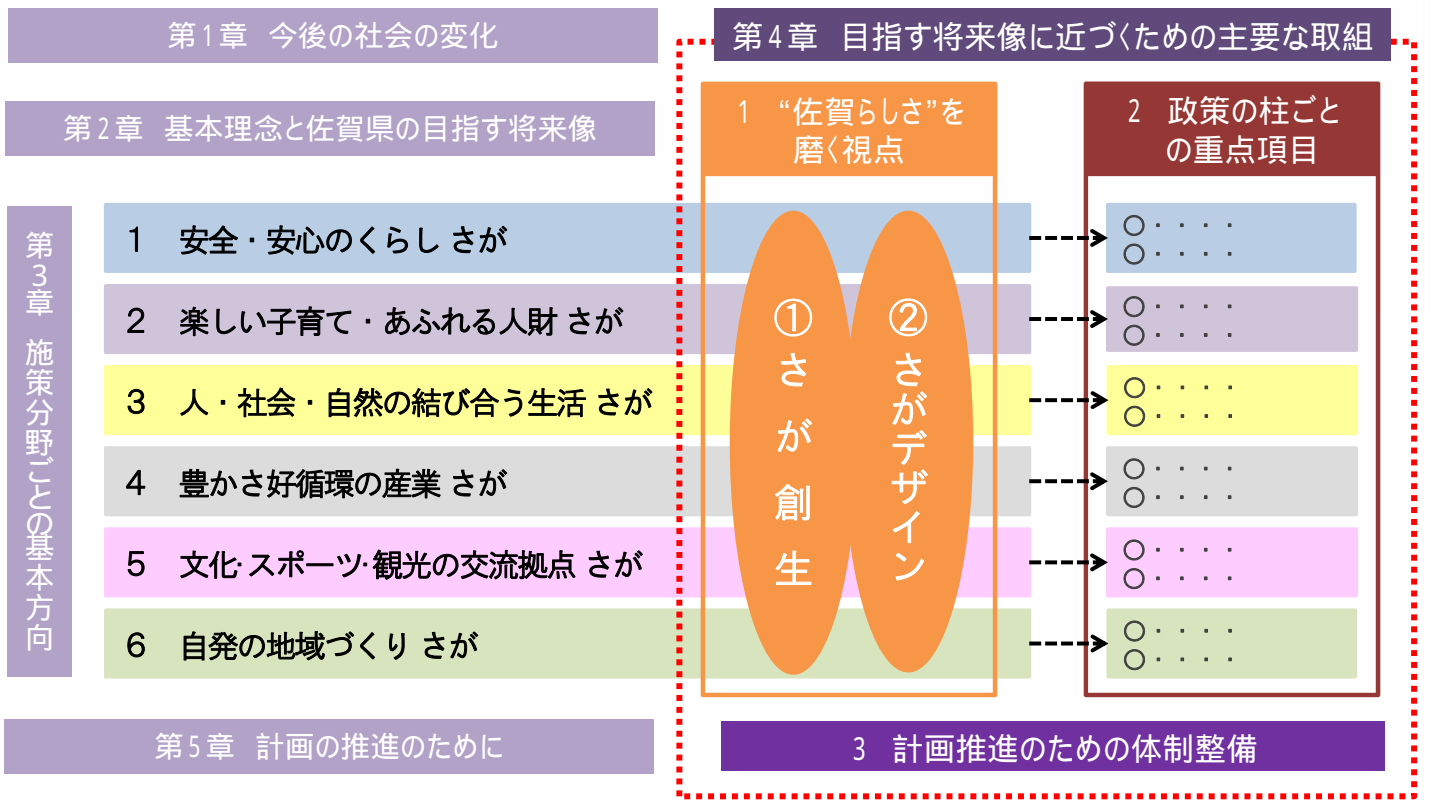 第1章 今後の社会の変化
第4章 目指す将来像に近づくための主要な取組
第2章 基本理念と佐賀県の目指す将来像
1 “佐賀らしさ”を
磨く視点
2 政策の柱ごと
の重点項目
第3章 施策分野ごとの基本方向
1 安全・安心のくらし さが
2 楽しい子育て・あふれる人財 さが
3 人・社会・自然の結び合う生活 さが
4 豊かさ好循環の産業 さが
5 文化・スポーツ・観光の交流拠点 さが
6 自発の地域づくり さが
①さが創生
②さがデザイン
○・・・・
○・・・・
○・・・・
○・・・・
○・・・・
○・・・・
○・・・・
○・・・・
○・・・・
○・・・・
○・・・・
○・・・・
第5章 計画の推進のために
3 計画推進のための体制整備